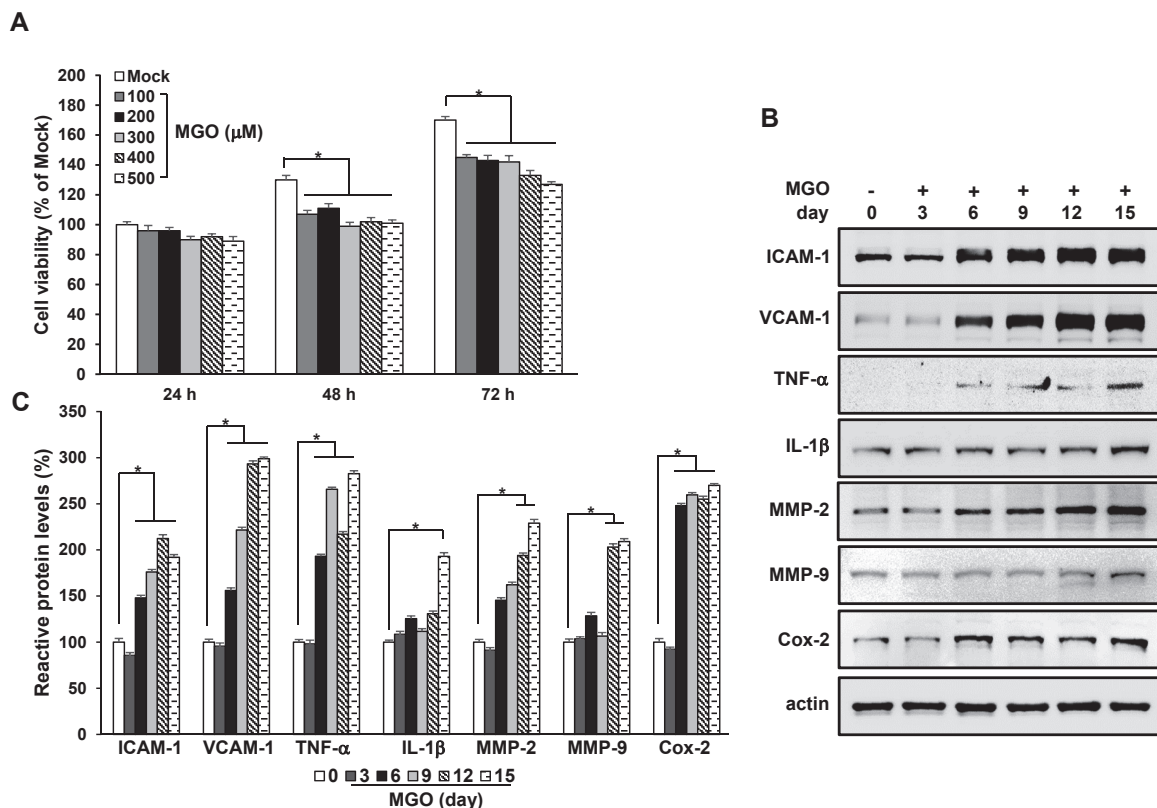 A
200
180
160
140
120
100
80
60
40
20
0
Cell viability (% of Mock)
Mock
100
200
300
400
500
MGO (μM)
*
*
24 h 48 h 72 h
B
MGO - + + + + +
day 0 3 6 9 12 15
ICAM-1
VCAM-1
TNF-α
IL-1β
MMP-2
MMP-9
Cox-2
actin
C
350
300
250
200
150
100
50
0
Reactive protein levels (%)
* * * * * * *
ICAM-1 VCAM-1 TNF-α IL-1β MMP-2 MMP-9 Cox-2
0 3 6 9 12 15
MGO (day)